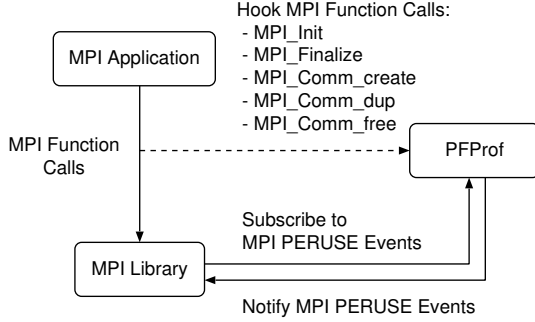 Hook MPI Function Calls:
- MPI_Init
- MPI_Finalize
- MPI_Comm_create
- MPI_Comm_dup
- MPI_Comm_free
MPI Application
MPI Function
Calls
PFProf
Subscribe to
MPI PERUSE Events
MPI Library
Notify MPI PERUSE Events